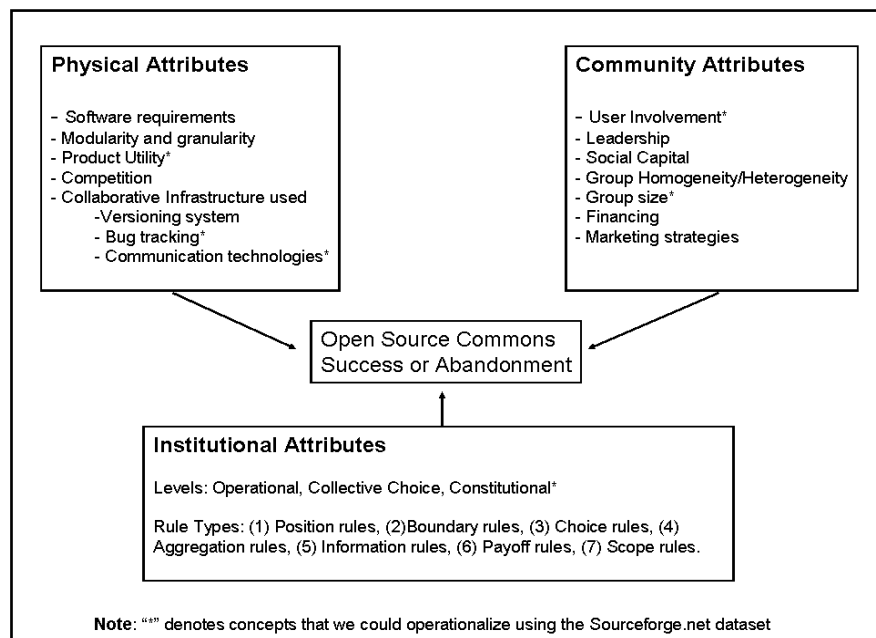 Physical Attributes
- Software requirements
- Modularity and granularity
- Product Utility*
- Competition
- Collaborative Infrastructure used
-Versioning system
- Bug tracking*
- Communication technologies*
Community Attributes
- User Involvement*
- Leadership
- Social Capital
- Group Homogeneity/Heterogeneity
- Group size*
- Financing
- Marketing strategies
Open Source Commons
Success or Abandonment
Institutional Attributes
Levels: Operational, Collective Choice, Constitutional*
Rule Types: (1) Position rules, (2)Boundary rules, (3) Choice rules, (4)
Aggregation rules, (5) Information rules, (6) Payoff rules, (7) Scope rules.
Note: “*” denotes concepts that we could operationalize using the Sourceforge.net dataset